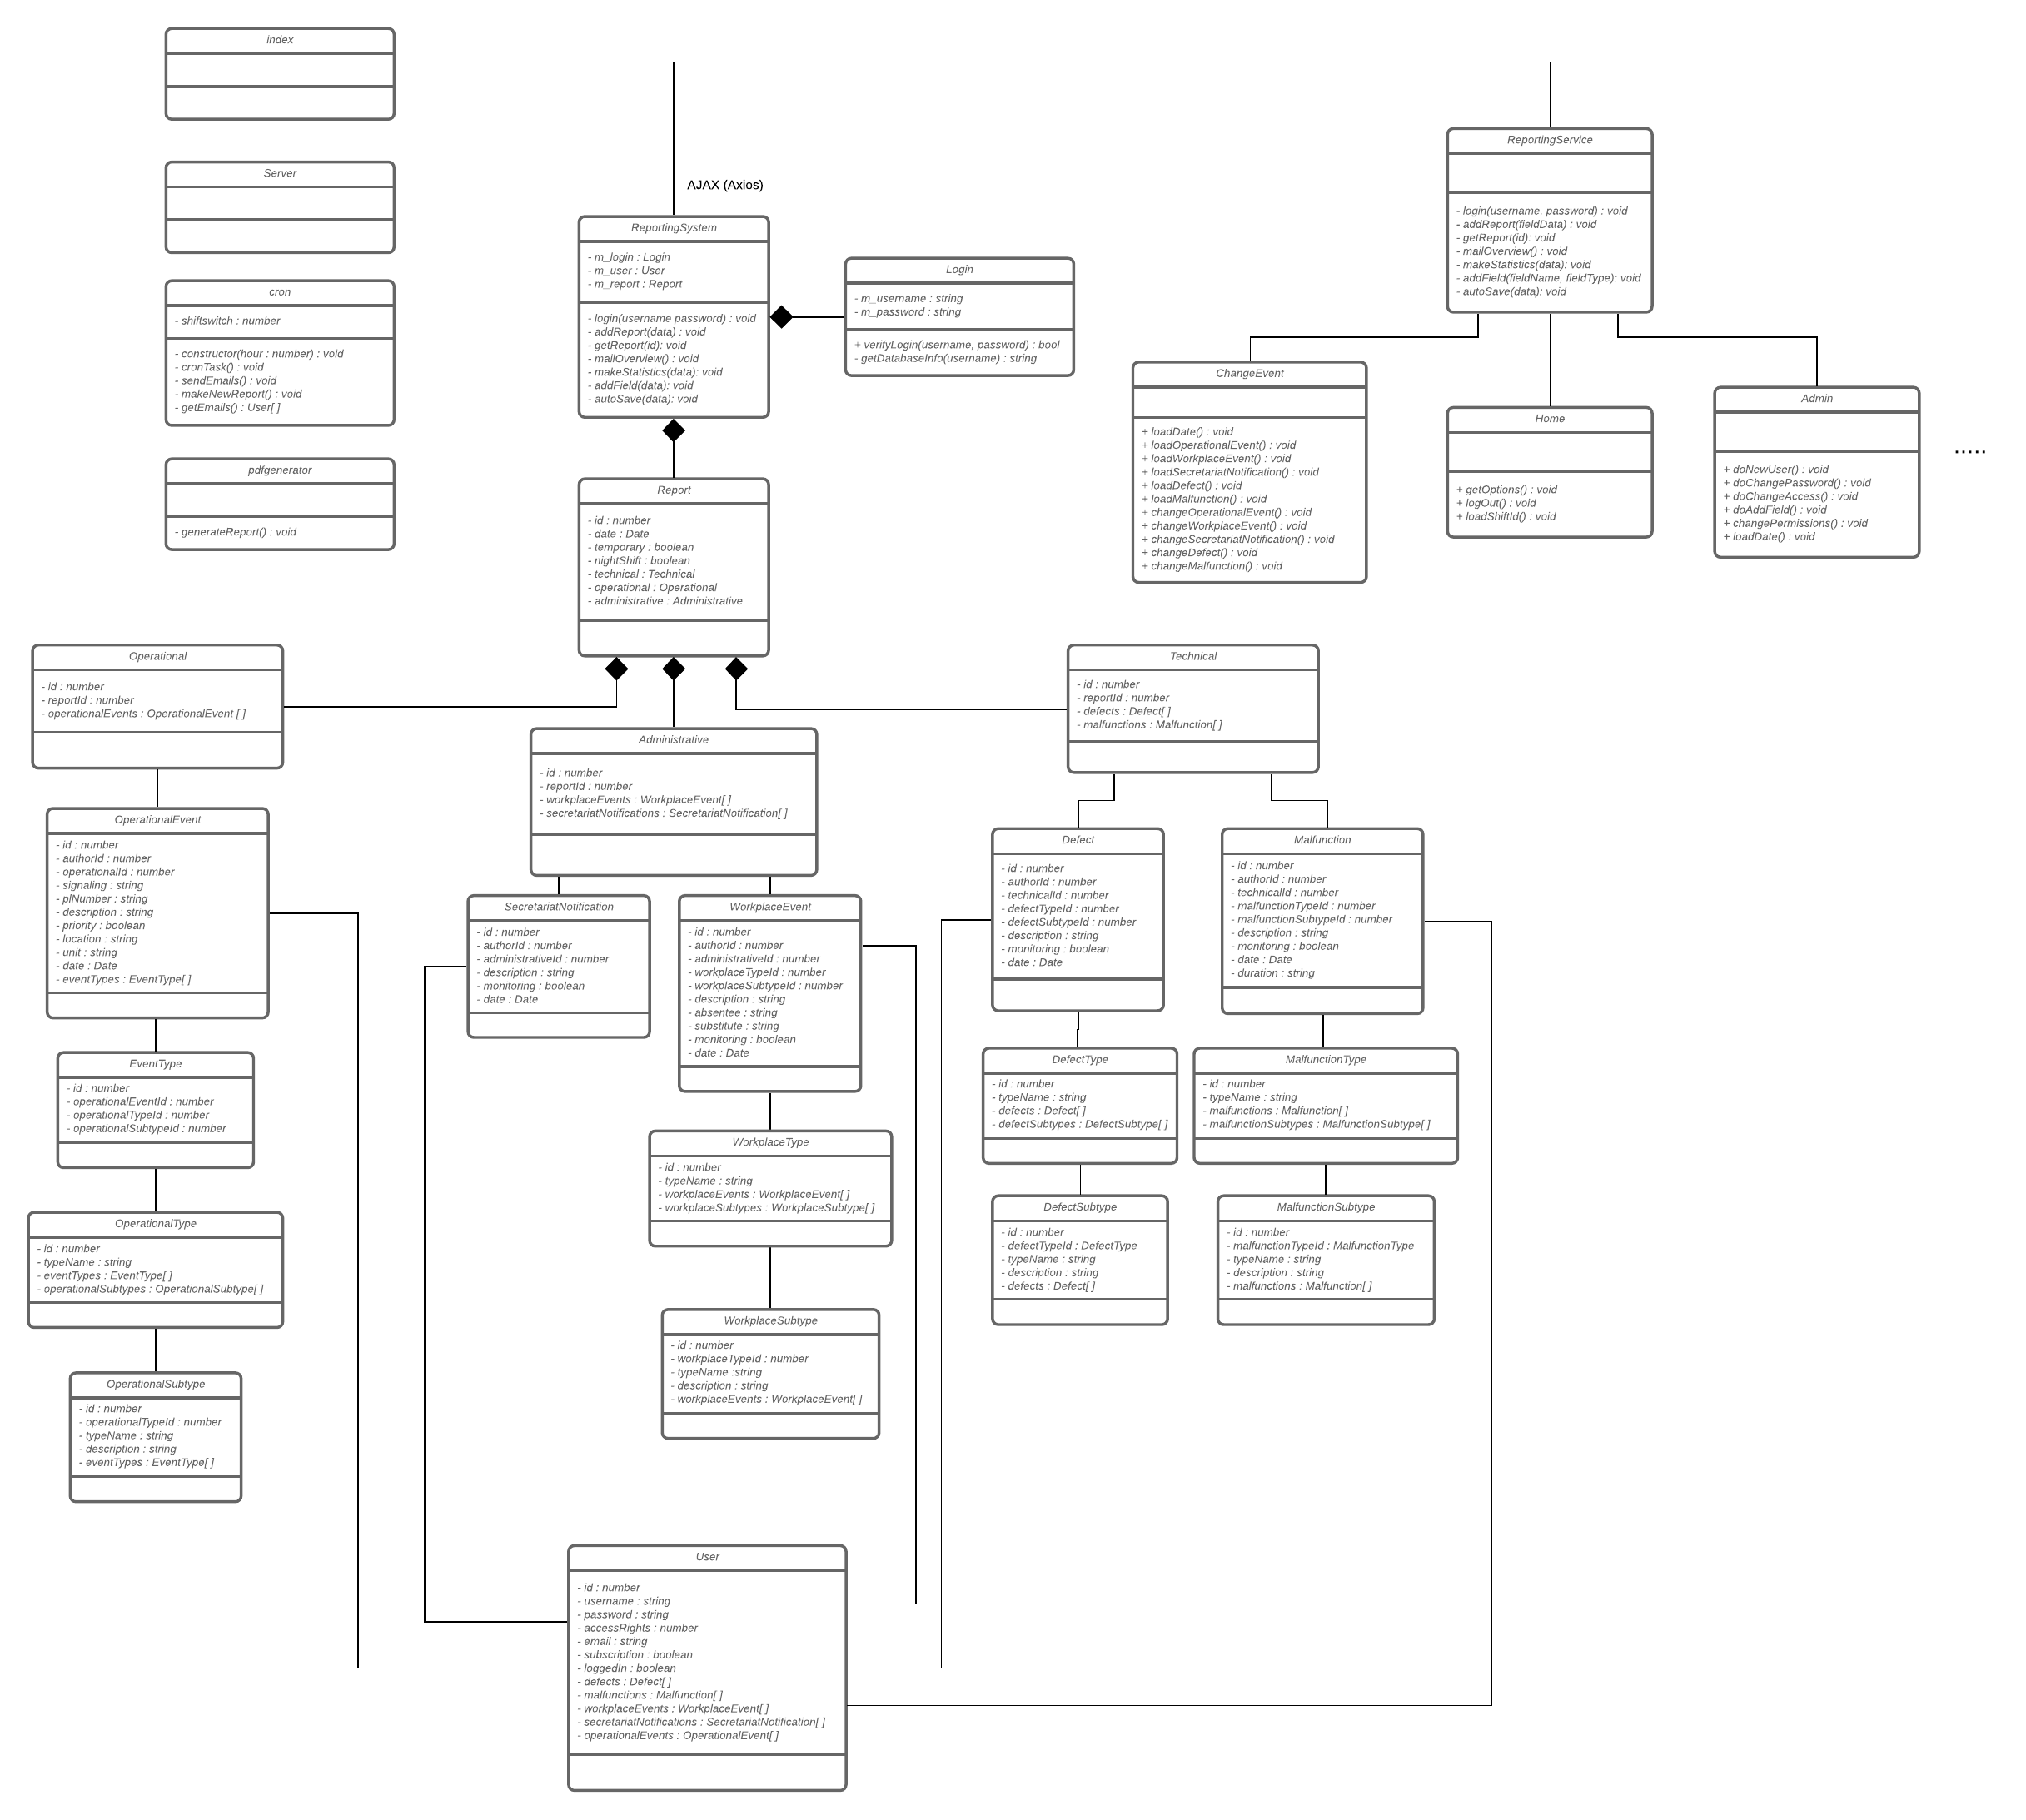 index
Server
cron
- shiftswitch : number
- constructor(hour : number) : void
- cronTask() : void
- sendEmails() : void
- makeNewReport() : void
- getEmails() : User[ ]
pdfgenerator
- generateReport() : void
AJAX (Axios)
ReportingSystem
- m_login : Login
- m_user : User
- m_report : Report
- login(username password) : void
- addReport(data) : void
- getReport(id): void
- mailOverview() : void
- makeStatistics(data): void
- addField(data): void
- autoSave(data): void
Login
- m_username : string
- m_password : string
+ verifyLogin(username, password) : bool
- getDatabaseInfo(username) : string
ReportingService
- login(username, password) : void
- addReport(fieldData) : void
- getReport(id): void
- mailOverview() : void
- makeStatistics(data): void
- addField(fieldName, fieldType): void
- autoSave(data): void
ChangeEvent
+ loadDate() : void
+ loadOperationalEvent() : void
+ loadWorkplaceEvent() : void
+ loadSecretariatNotification() : void
+ loadDefect() : void
+ loadMalfunction() : void
+ changeOperationalEvent() : void
+ changeWorkplaceEvent() : void
+ changeSecretariatNotification() : void
+ changeDefect() : void
+ changeMalfunction() : void
Home
+ getOptions() : void
+ logOut() : void
+ loadShiftId() : void
Admin
+ doNewUser() : void
+ doChangePassword() : void
+ doChangeAccess() : void
+ doAddField() : void
+ changePermissions() : void
+ loadDate() : void
.....
Report
- id : number
- date : Date
- temporary : boolean
- nightShift : boolean
- technical : Technical
- operational : Operational
- administrative : Administrative
Operational
- id : number
- reportId : number
- operationalEvents : OperationalEvent [ ]
Administrative
- id : number
- reportId : number
- workplaceEvents : WorkplaceEvent[ ]
- secretariatNotifications : SecretariatNotification[ ]
Technical
- id : number
- reportId : number
- defects : Defect[ ]
- malfunctions : Malfunction[ ]
OperationalEvent
- id : number
- authorId : number
- operationalId : number
- signaling : string
- plNumber : string
- description : string
- priority : boolean
- location : string
- unit : string
- date : Date
- eventTypes : EventType[ ]
SecretariatNotification
- id : number
- authorId : number
- administrativeId : number
- description : string
- monitoring : boolean
- date : Date
WorkplaceEvent
- id : number
- authorId : number
- administrativeId : number
- workplaceTypeId : number
- workplaceSubtypeId : number
- description : string
- absentee : string
- substitute : string
- monitoring : boolean
- date : Date
Defect
- id : number
- authorId : number
- technicalId : number
- defectTypeId : number
- defectSubtypeId : number
- description : string
- monitoring : boolean
- date : Date
Malfunction
- id : number
- authorId : number
- technicalId : number
- malfunctionTypeId : number
- malfunctionSubtypeId : number
- description : string
- monitoring : boolean
- date : Date
- duration : string
EventType
- id : number
- operationalEventId : number
- operationalTypeId : number
- operationalSubtypeId : number
WorkplaceType
- id : number
- typeName : string
- workplaceEvents : WorkplaceEvent[ ]
- workplaceSubtypes : WorkplaceSubtype[ ]
DefectType
- id : number
- typeName : string
- defects : Defect[ ]
- defectSubtypes : DefectSubtype[ ]
MalfunctionType
- id : number
- typeName : string
- malfunctions : Malfunction[ ]
- malfunctionSubtypes : MalfunctionSubtype[ ]
OperationalType
- id : number
- typeName : string
- eventTypes : EventType[ ]
- operationalSubtypes : OperationalSubtype[ ]
WorkplaceSubtype
- id : number
- workplaceTypeId : number
- typeName :string
- description : string
- workplaceEvents : WorkplaceEvent[ ]
DefectSubtype
- id : number
- defectTypeId : DefectType
- typeName : string
- description : string
- defects : Defect[ ]
MalfunctionSubtype
- id : number
- malfunctionTypeId : MalfunctionType
- typeName : string
- description : string
- malfunctions : Malfunction[ ]
OperationalSubtype
- id : number
- operationalTypeId : number
- typeName : string
- description : string
- eventTypes : EventType[ ]
User
- id : number
- username : string
- password : string
- accessRights : number
- email : string
- subscription : boolean
- loggedIn : boolean
- defects : Defect[ ]
- malfunctions : Malfunction[ ]
- workplaceEvents : WorkplaceEvent[ ]
- secretariatNotifications : SecretariatNotification[ ]
- operationalEvents : OperationalEvent[ ]